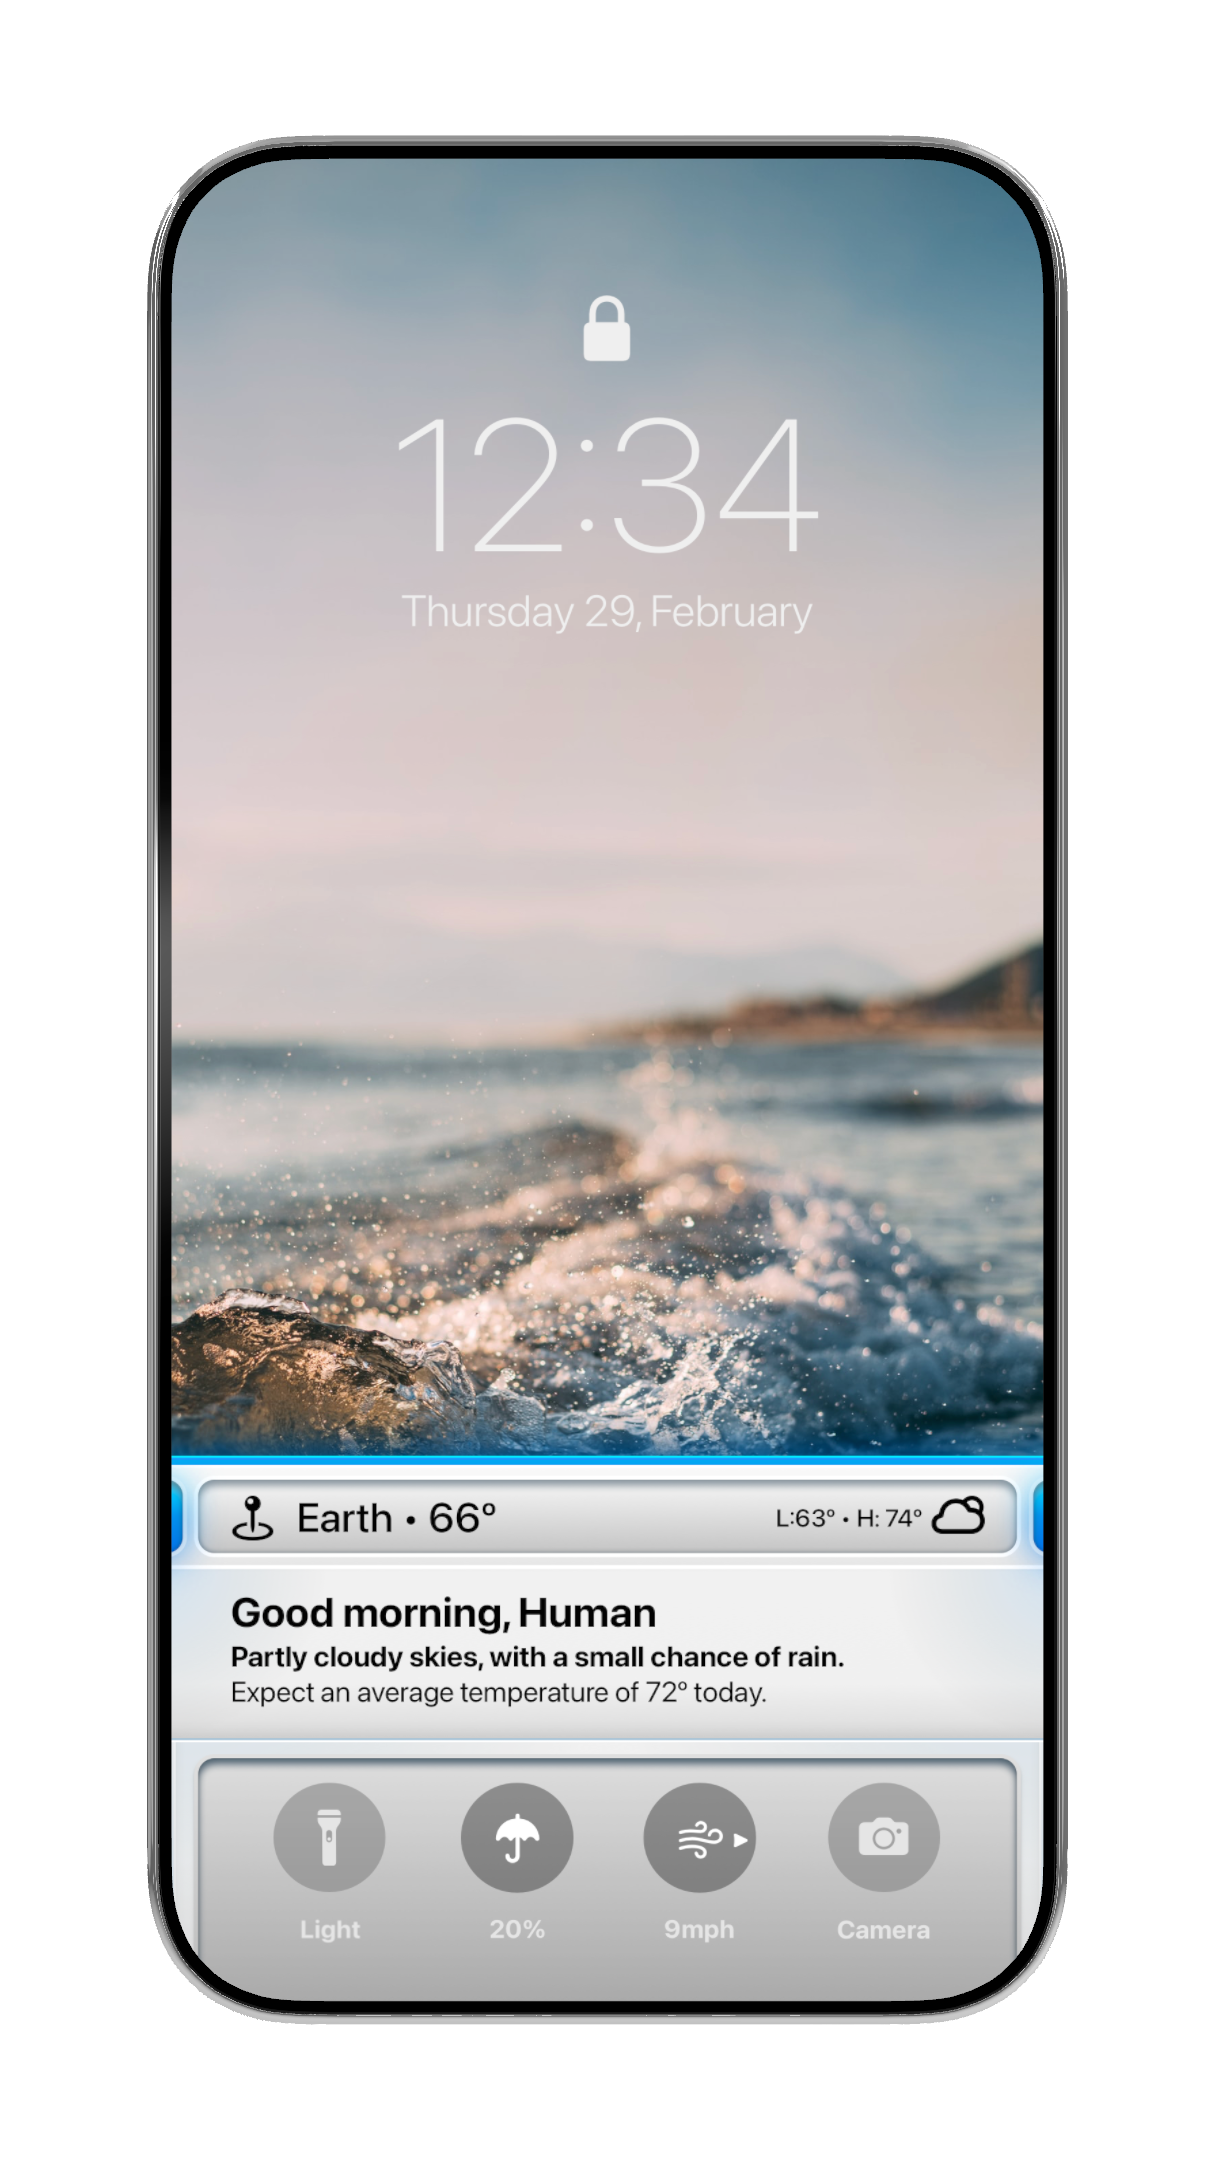 12:34
Thursday 29, February
Earth • 66°
L:63° • H: 74°
Good morning, Human
Partly cloudy skies, with a small chance of rain.
Expect an average temperature of 72° today.
Light 20% 9mph Camera